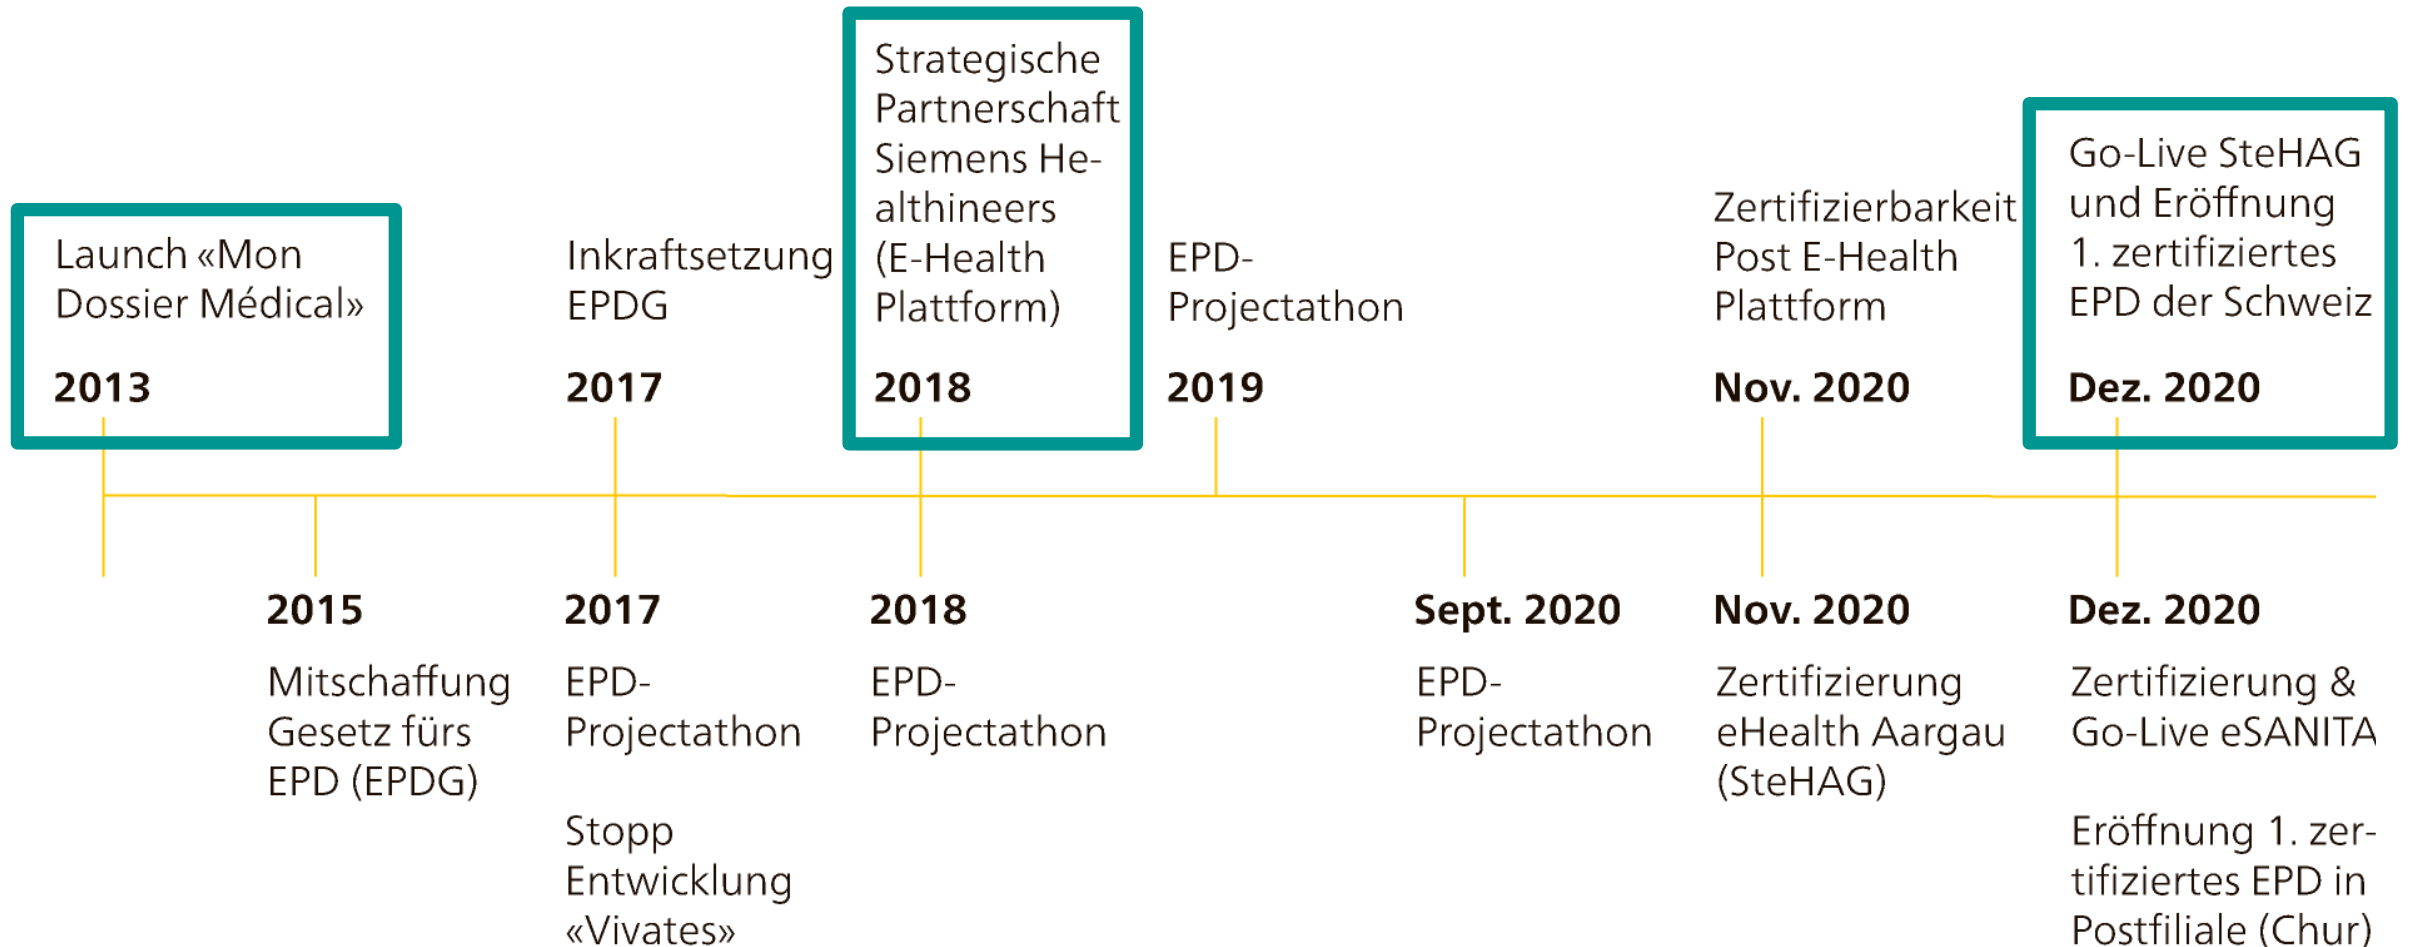 Launch «Mon
Dossier Médical»
2013
Inkraftsetzung
EPDG
2017
Strategische
Partnerschaft
Siemens He-
althineers
(E-Health
Plattform)
2018
EPD-
Projectathon
2019
Zertifizierbarkeit
Post E-Health
Plattform
Nov. 2020
Go-Live SteHAG
und Eröffnung
1. zertifiziertes
EPD der Schweiz
Dez. 2020
2015
Mitschaffung
Gesetz fürs
EPD (EPDG)
2017
EPD-
Projectathon
Stopp
Entwicklung
«Vivates»
2018
EPD-
Projectathon
Sept. 2020
EPD-
Projectathon
Nov. 2020
Zertifizierung
eHealth Aargau
(SteHAG)
Dez. 2020
Zertifizierung &
Go-Live eSANITA
Eröffnung 1. zer-
tifiziertes EPD in
Postfiliale (Chur)